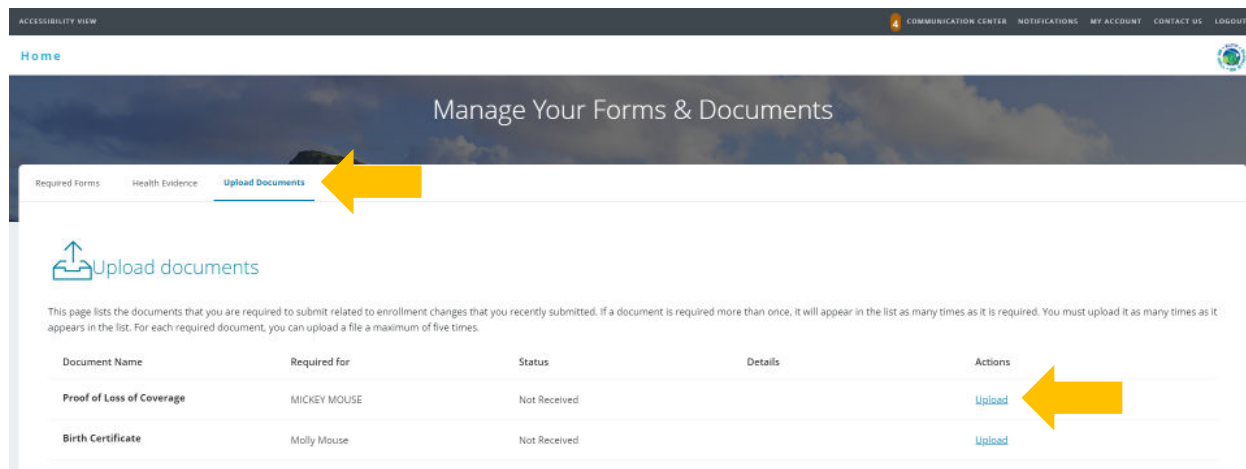 ACCESSIBILITY VIEW
4 COMMUNICATION CENTER NOTIFICATIONS MY ACCOUNT CONTACT US LOGOUT
Home
Manage Your Forms & Documents
Required Forms Health Evidence Upload Documents
Upload documents
This page lists the documents that you are required to submit related to enrollment changes that you recently submitted. If a document is required more than once, it will appear in the list as many times as it is required. You must upload it as many times as it
appears in the list. For each required document, you can upload a file a maximum of five times.
Document Name Required for Status Details Actions
Proof of Loss of Coverage MICKEY MOUSE Not Received Upload
Birth Certificate Molly Mouse Not Received Upload